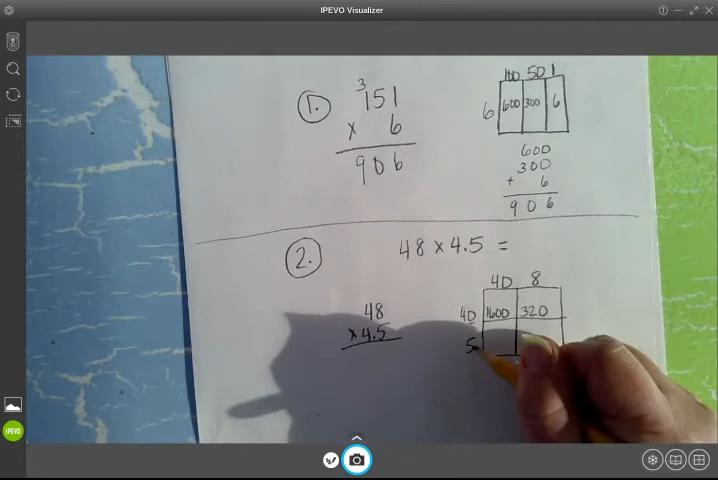 IPEVO Visualizer
1.
3
151
x 6
906
100 50 1
6 600 300 6
600
300
+ 6
906
2.
48 x 4.5 =
48
x 4.5
40 8
40 1600 320
5
IPEVO